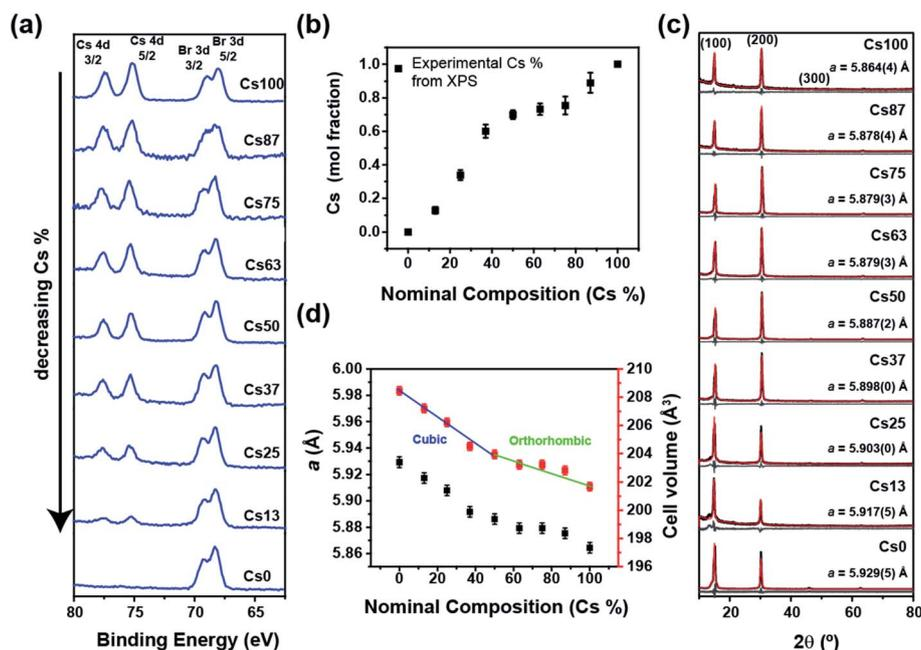 (a)
Cs 4d
3/2
Cs 4d
5/2
Br 3d
3/2
Br 3d
5/2
Cs100
Cs87
Cs75
Cs63
Cs50
Cs37
Cs25
Cs13
Cs0
decreasing Cs %
80
75
70
65
Binding Energy (eV)
(b)
Experimental Cs %
from XPS
1.0
0.8
0.6
0.4
0.2
0.0
Cs (mol fraction)
0
20
40
60
80
100
Nominal Composition (Cs %)
(d)
6.00
5.98
5.96
5.94
5.92
5.90
5.88
5.86
a (Å)
Cubic
Orthorhombic
210
208
206
204
202
200
198
196
Cell volume (Å³)
0
20
40
60
80
100
Nominal Composition (Cs %)
(c)
(100)
(200)
(300)
Cs100
a = 5.864(4) Å
Cs87
a = 5.878(4) Å
Cs75
a = 5.879(3) Å
Cs63
a = 5.879(3) Å
Cs50
a = 5.887(2) Å
Cs37
a = 5.898(0) Å
Cs25
a = 5.903(0) Å
Cs13
a = 5.917(5) Å
Cs0
a = 5.929(5) Å
20
40
60
80
2θ (º)